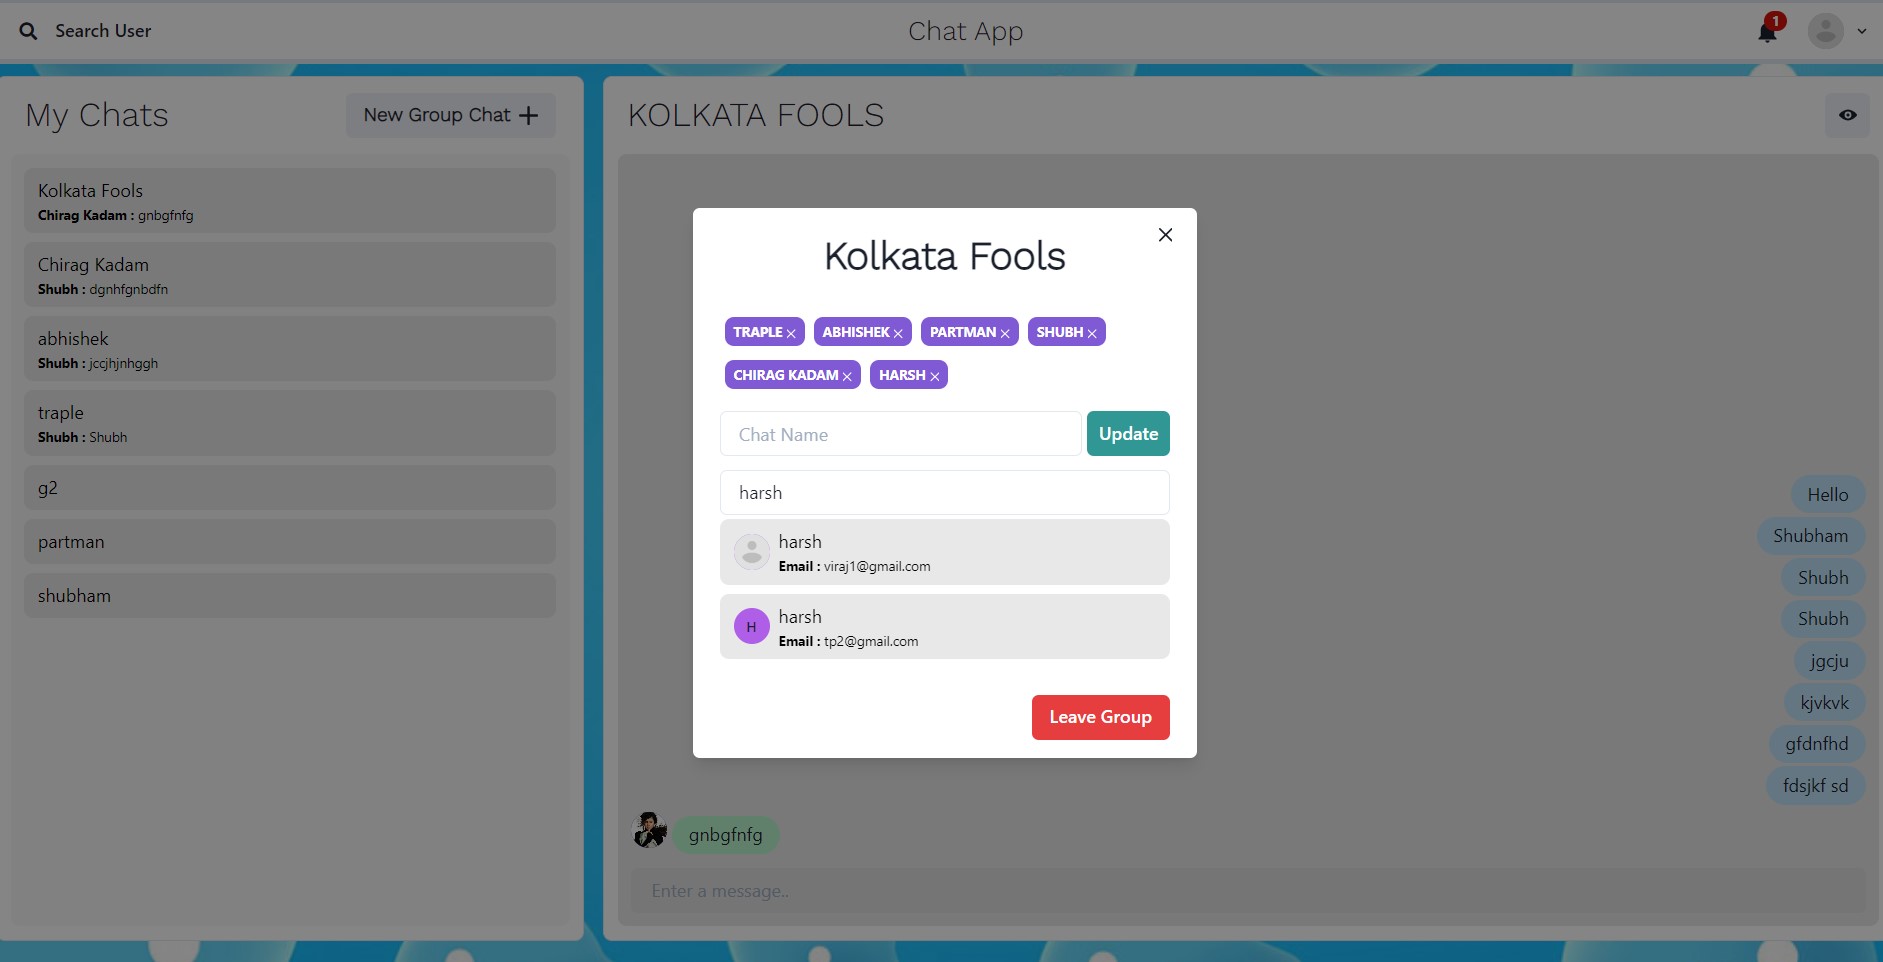 Search User
Chat App
1
My Chats
New Group Chat
Kolkata Fools
Chirag Kadam : gnbgfnfg
Chirag Kadam
Shubh : dgnhfgnbdfn
abhishek
Shubh : jccjhjnhggh
traple
Shubh : Shubh
g2
partman
shubham
KOLKATA FOOLS
Hello
Shubham
Shubh
Shubh
jgcju
kjvkvk
gfdnfhd
fdsjkf sd
gnbgfnfg
Enter a message..
Kolkata Fools
TRAPLE ABHISHEK PARTMAN SHUBH
CHIRAG KADAM HARSH
Chat Name Update
harsh
harsh
Email : viraj1@gmail.com
H
harsh
Email : tp2@gmail.com
Leave Group